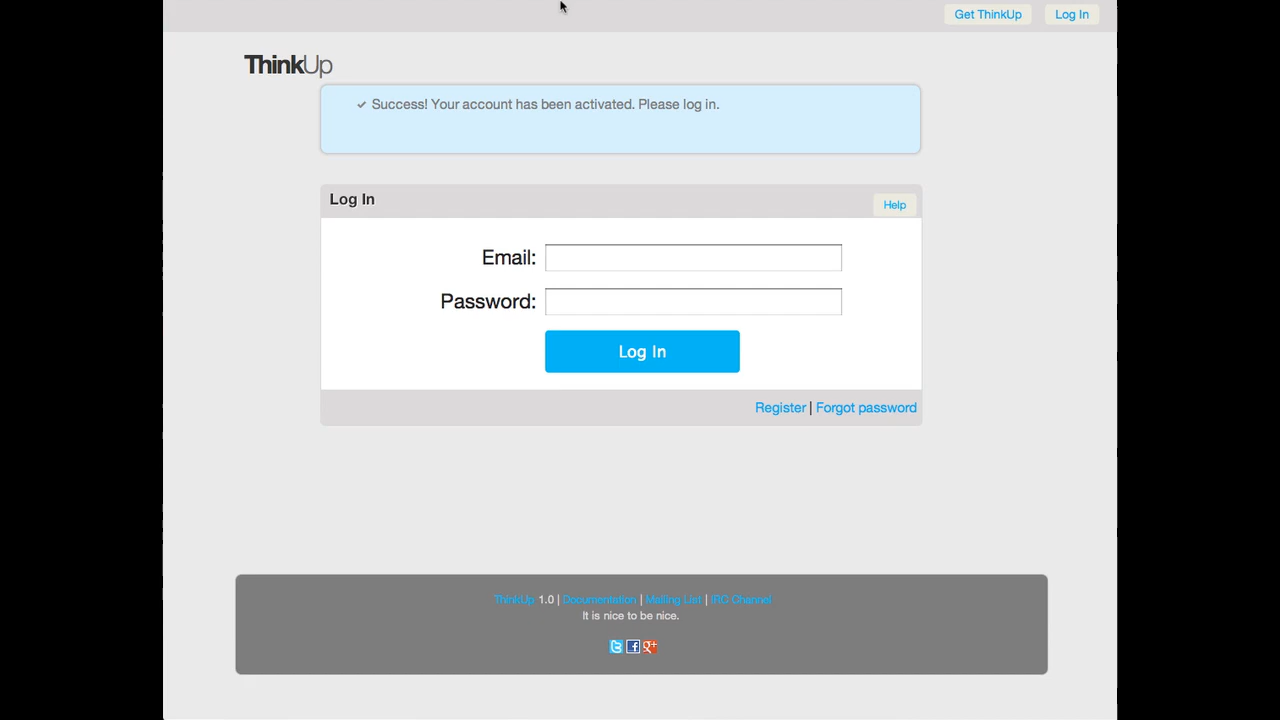 Get ThinkUp
Log In
ThinkUp
Success! Your account has been activated. Please log in.
Log In
Help
Email:
Password:
Log In
Register | Forgot password
ThinkUp 1.0 | Documentation | Mailing List | IRC Channel
It is nice to be nice.